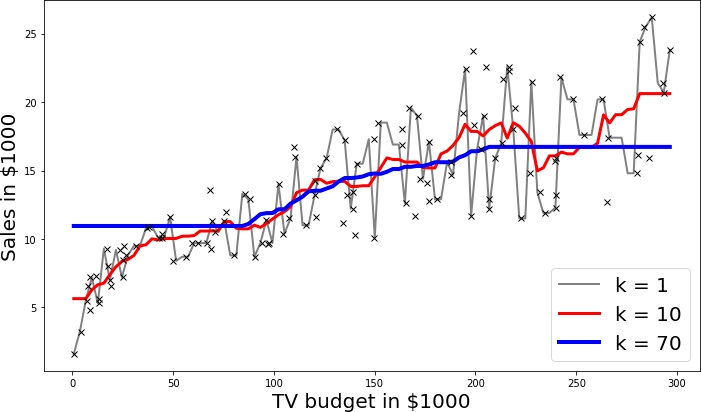 25
20
15
10
5
Sales in $1000
k = 1
k = 10
k = 70
0 50 100 150 200 250 300
TV budget in $1000